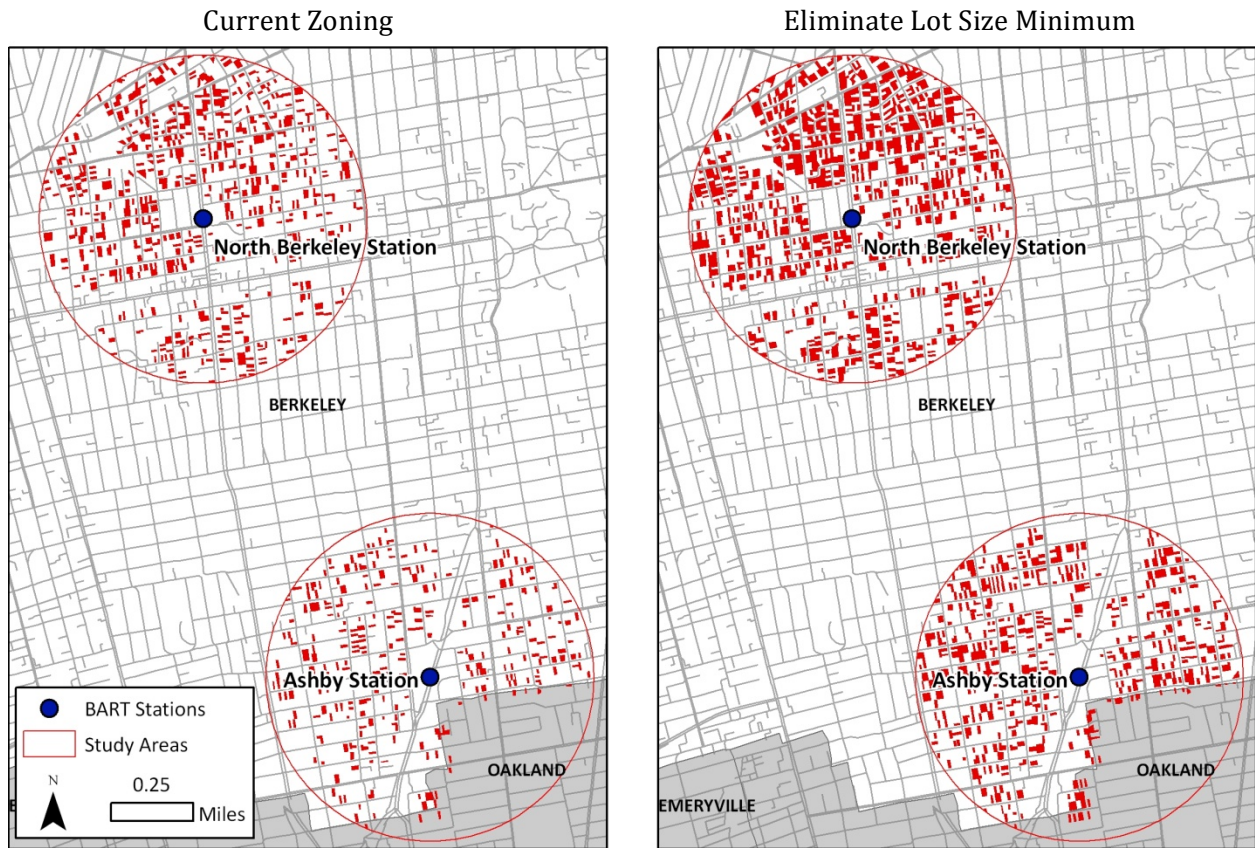 Current Zoning
North Berkeley Station
BERKELEY
Ashby Station
OAKLAND
BART Stations
Study Areas
N
0.25
Miles
E
Eliminate Lot Size Minimum
North Berkeley Station
BERKELEY
Ashby Station
OAKLAND
EMERYVILLE